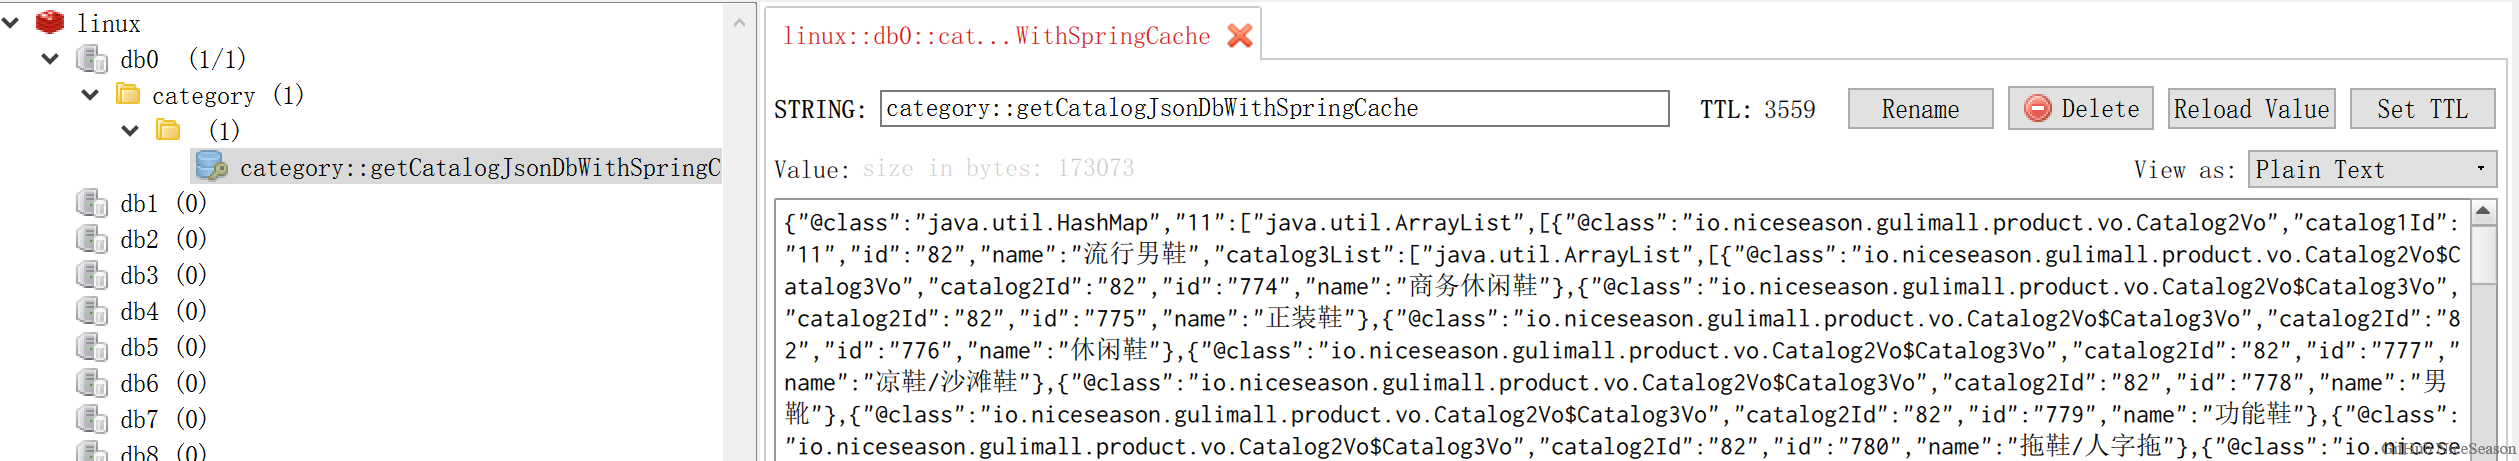 linux
db0 (1/1)
category (1)
(1)
category::getCatalogJsonDbWithSpringC
db1 (0)
db2 (0)
db3 (0)
db4 (0)
db5 (0)
db6 (0)
db7 (0)
db8 (0)
linux::db0::cat...WithSpringCache
STRING: category::getCatalogJsonDbWithSpringCache TTL: 3559 Rename Delete Reload Value Set TTL
Value: size in bytes: 173073 View as: Plain Text
{"@class":"java.util.HashMap","11":["java.util.ArrayList",[{"@class":"io.niceseason.gulimall.product.vo.Catalog2Vo","catalog1Id":
"11","id":"82","name":"流行男鞋","catalog3List":["java.util.ArrayList",[{"@class":"io.niceseason.gulimall.product.vo.Catalog2Vo$C
atalog3Vo","catalog2Id":"82","id":"774","name":"商务休闲鞋"},{"@class":"io.niceseason.gulimall.product.vo.Catalog2Vo$Catalog3Vo",
"catalog2Id":"82","id":"775","name":"正装鞋"},{"@class":"io.niceseason.gulimall.product.vo.Catalog2Vo$Catalog3Vo","catalog2Id":"8
2","id":"776","name":"休闲鞋"},{"@class":"io.niceseason.gulimall.product.vo.Catalog2Vo$Catalog3Vo","catalog2Id":"82","id":"777","
name":"凉鞋/沙滩鞋"},{"@class":"io.niceseason.gulimall.product.vo.Catalog2Vo$Catalog3Vo","catalog2Id":"82","id":"778","name":"男
靴"},{"@class":"io.niceseason.gulimall.product.vo.Catalog2Vo$Catalog3Vo","catalog2Id":"82","id":"779","name":"功能鞋"},{"@class":
"io.niceseason.gulimall.product.vo.Catalog2Vo$Catalog3Vo","catalog2Id":"82","id":"780","name":"拖鞋/人字拖"},{"@class":"io.nicese
GitHub NiceSeason